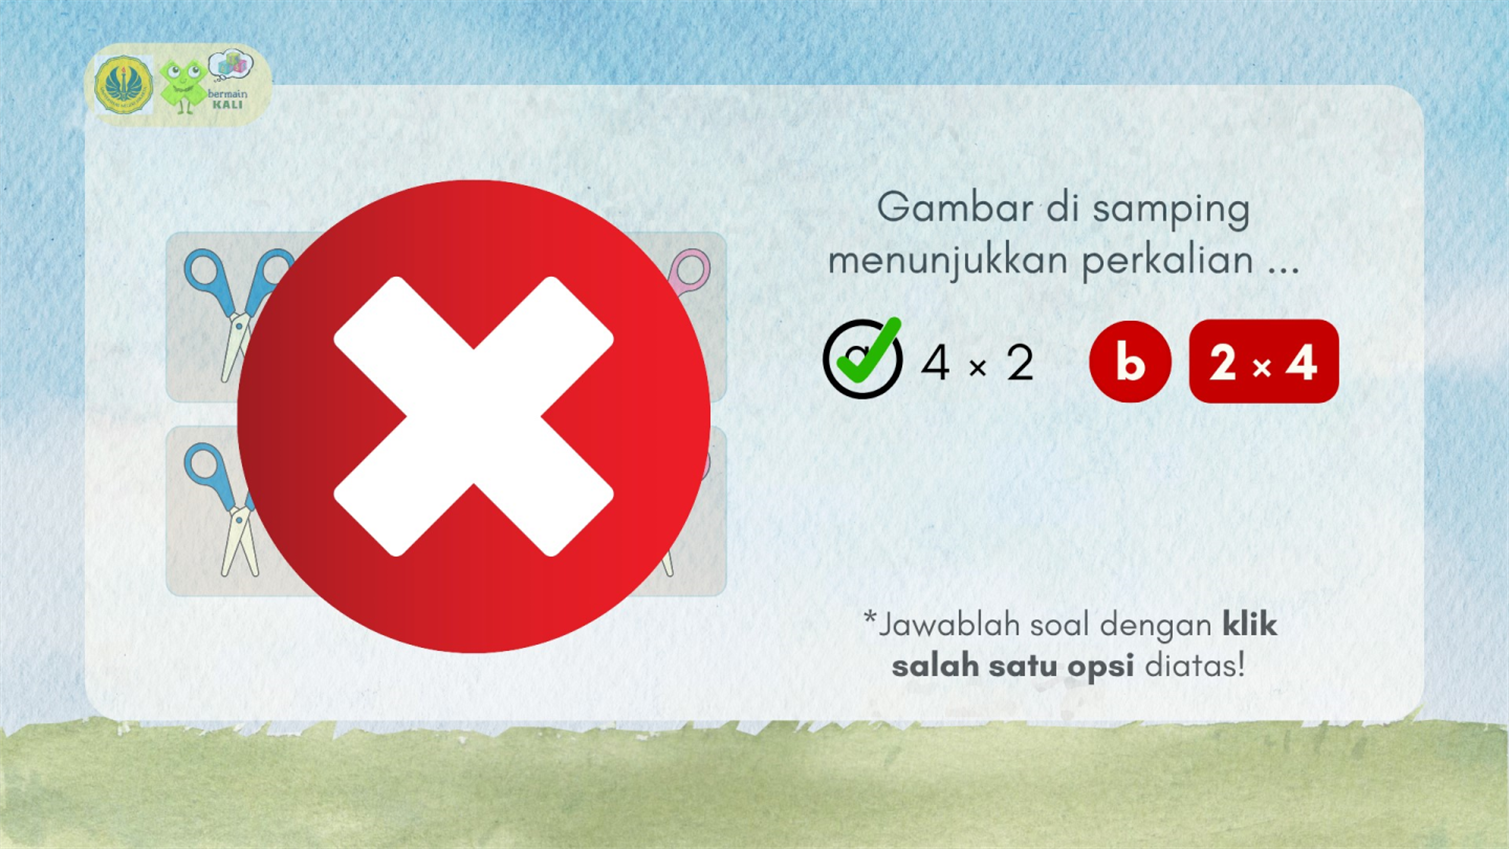 bermain
KALI
Gambar di samping
menunjukkan perkalian ...
4 × 2
b 2 × 4
*Jawablah soal dengan klik
salah satu opsi diatas!